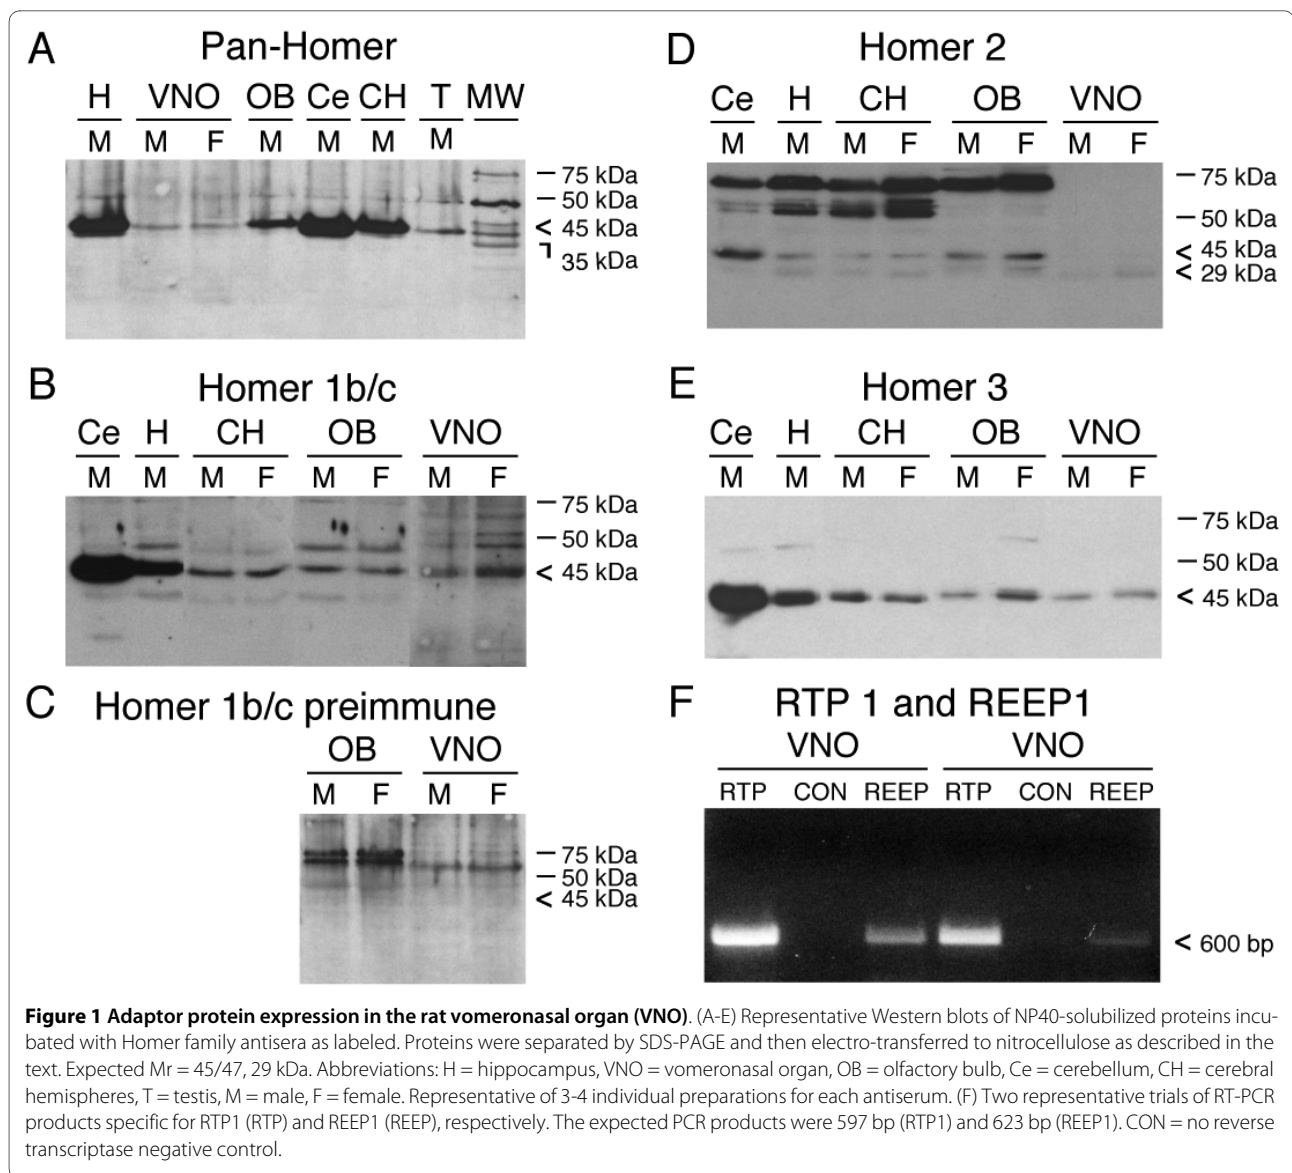 A
Pan-Homer
H VNO OB Ce CH T MW
M M F M M M M
– 75 kDa
– 50 kDa
< 45 kDa
35 kDa
B
Homer 1b/c
Ce H CH OB VNO
M M M F M F M F
– 75 kDa
– 50 kDa
< 45 kDa
C
Homer 1b/c preimmune
OB VNO
M F M F
– 75 kDa
– 50 kDa
< 45 kDa
D
Homer 2
Ce H CH OB VNO
M M M F M F M F
– 75 kDa
– 50 kDa
< 45 kDa
< 29 kDa
E
Homer 3
Ce H CH OB VNO
M M M F M F M F
– 75 kDa
– 50 kDa
< 45 kDa
F
RTP 1 and REEP1
VNO VNO
RTP CON REEP RTP CON REEP
< 600 bp
Figure 1 Adaptor protein expression in the rat vomeronasal organ (VNO). (A-E) Representative Western blots of NP40-solubilized proteins incu-
bated with Homer family antisera as labeled. Proteins were separated by SDS-PAGE and then electro-transferred to nitrocellulose as described in the
text. Expected Mr = 45/47, 29 kDa. Abbreviations: H = hippocampus, VNO = vomeronasal organ, OB = olfactory bulb, Ce = cerebellum, CH = cerebral
hemispheres, T = testis, M = male, F = female. Representative of 3-4 individual preparations for each antiserum. (F) Two representative trials of RT-PCR
products specific for RTP1 (RTP) and REEP1 (REEP), respectively. The expected PCR products were 597 bp (RTP1) and 623 bp (REEP1). CON = no reverse
transcriptase negative control.